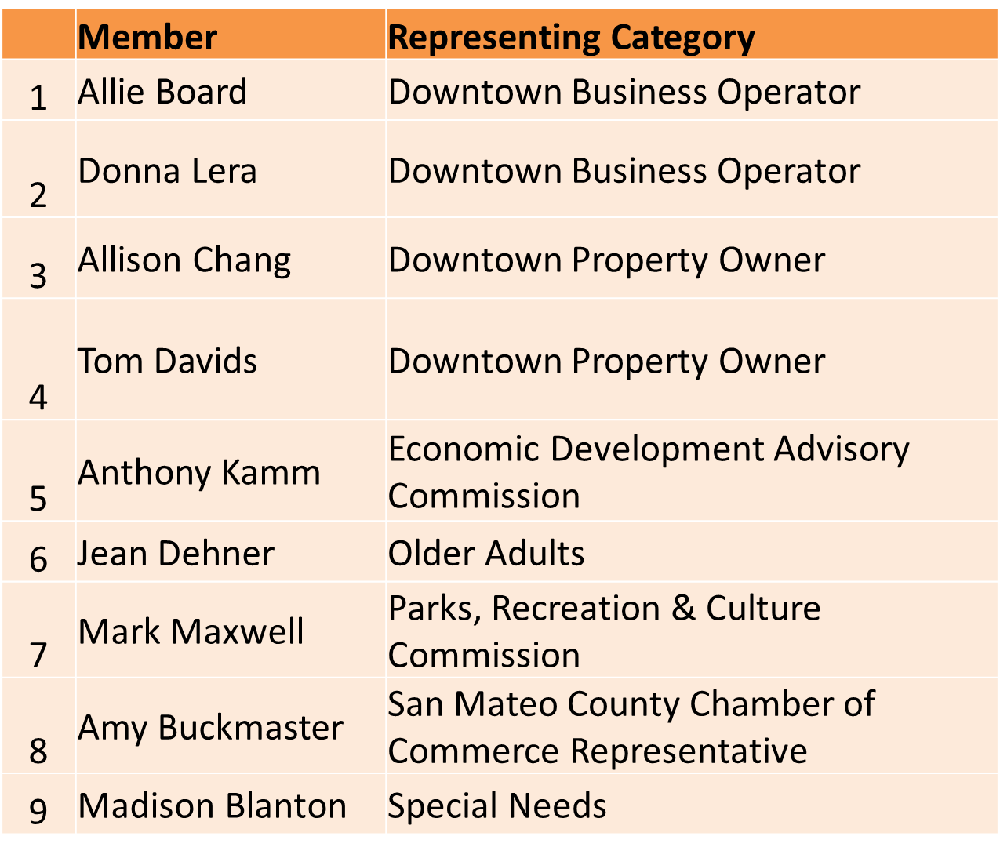 Member Representing Category
1 Allie Board Downtown Business Operator
2 Donna Lera Downtown Business Operator
3 Allison Chang Downtown Property Owner
4 Tom Davids Downtown Property Owner
5 Anthony Kamm Economic Development Advisory
Commission
6 Jean Dehner Older Adults
7 Mark Maxwell Parks, Recreation & Culture
Commission
8 Amy Buckmaster San Mateo County Chamber of
Commerce Representative
9 Madison Blanton Special Needs